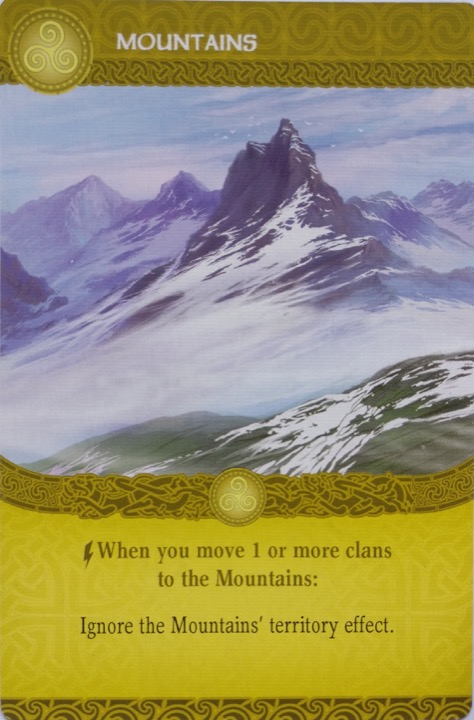 MOUNTAINS
When you move 1 or more clans
to the Mountains:
Ignore the Mountains' territory effect.